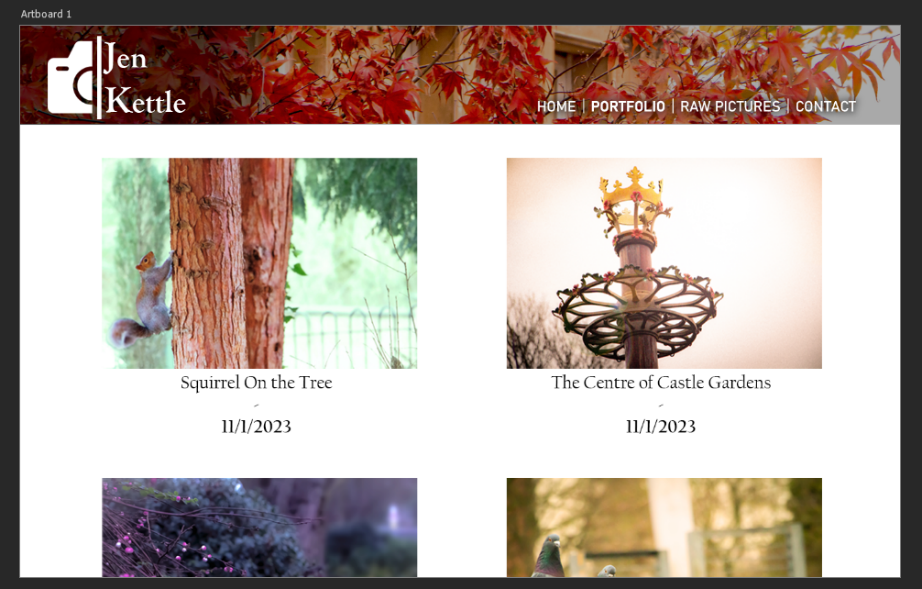 Artboard 1
Jen
Kettle
HOME | PORTFOLIO | RAW PICTURES | CONTACT
Squirrel On the Tree
-
11/1/2023
The Centre of Castle Gardens
-
11/1/2023